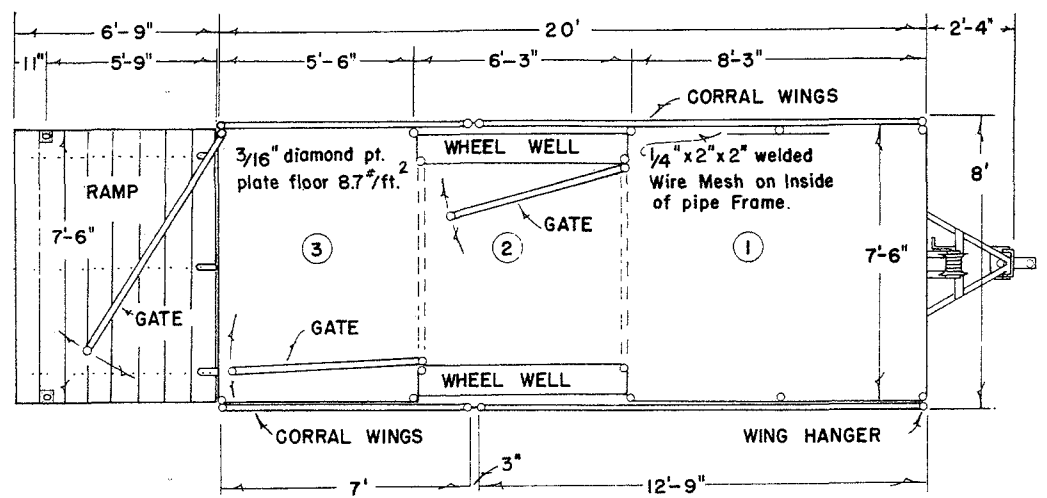 6'-9"
20'
2'-4"
11"
5'-9"
5'-6"
6'-3"
8'-3"
CORRAL WINGS
WHEEL WELL
3/16" diamond pt.
plate floor 8.7#/ft.²
1/4"x2"x2" welded
Wire Mesh on Inside
of pipe Frame.
RAMP
8'
7'-6"
GATE
3
2
1
7'-6"
GATE
GATE
WHEEL WELL
CORRAL WINGS
WING HANGER
3"
7'
12'-9"